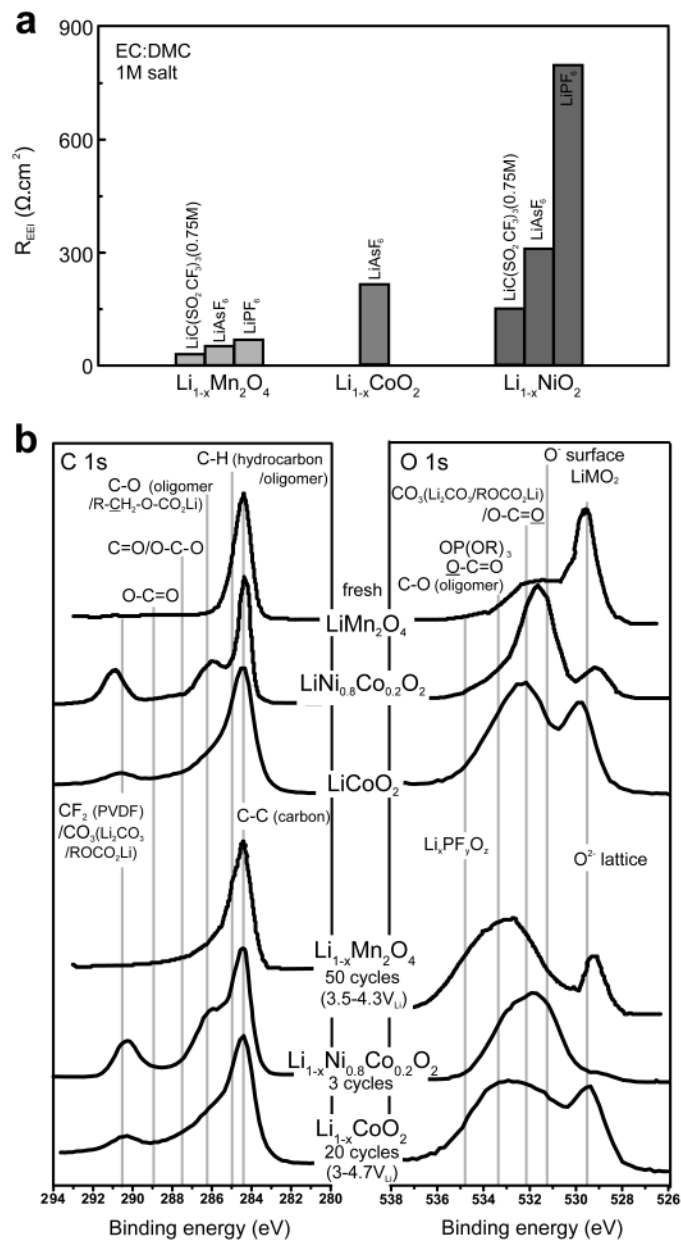 a
EC:DMC
1M salt
R_EEI (Ω.cm²)
900
600
300
0
LiC(SO₂CF₃)₃(0.75M)
LiAsF₆
LiPF₆
LiAsF₆
LiC(SO₂CF₃)₃(0.75M)
LiAsF₆
LiPF₆
Li₁₋ₓMn₂O₄
Li₁₋ₓCoO₂
Li₁₋ₓNiO₂
b
C 1s
C-H (hydrocarbon
/oligomer)
C-O (oligomer
/R-CH₂-O-CO₂Li)
C=O/O-C-O
O-C=O
CF₂ (PVDF)
/CO₃(Li₂CO₃
/ROCO₂Li)
C-C (carbon)
O 1s
O⁻ surface
LiMO₂
CO₃(Li₂CO₃/ROCO₂Li)
/O-C=O
OP(OR)₃
O-C=O
C-O (oligomer)
LiₓPFᵧO_z
O²⁻ lattice
fresh
LiMn₂O₄
LiNi₀.₈Co₀.₂O₂
LiCoO₂
Li₁₋ₓMn₂O₄
50 cycles
(3.5-4.3V_Li)
Li₁₋ₓNi₀.₈Co₀.₂O₂
3 cycles
Li₁₋ₓCoO₂
20 cycles
(3-4.7V_Li)
294 292 290 288 286 284 282 280
Binding energy (eV)
538 536 534 532 530 528 526
Binding energy (eV)